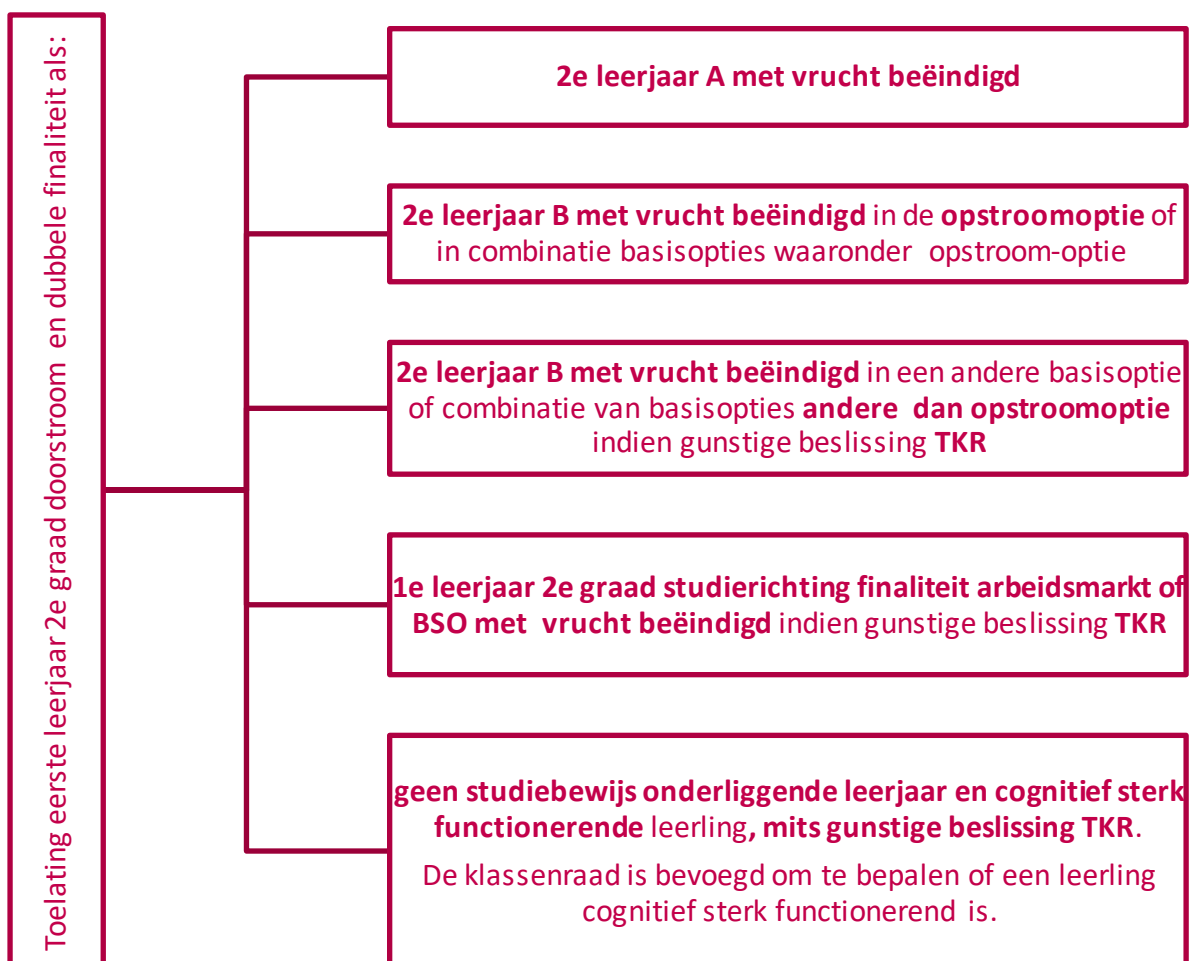 Toelating eerste leerjaar 2e graad doorstroom en dubbele finaliteit als:
2e leerjaar A met vrucht beëindigd
2e leerjaar B met vrucht beëindigd in de opstroomoptie of
in combinatie basisopties waaronder opstroom-optie
2e leerjaar B met vrucht beëindigd in een andere basisoptie
of combinatie van basisopties andere dan opstroomoptie
indien gunstige beslissing TKR
1e leerjaar 2e graad studierichting finaliteit arbeidsmarkt of
BSO met vrucht beëindigd indien gunstige beslissing TKR
geen studiebewijs onderliggende leerjaar en cognitief sterk
functionerende leerling, mits gunstige beslissing TKR.
De klassenraad is bevoegd om te bepalen of een leerling
cognitief sterk functionerend is.